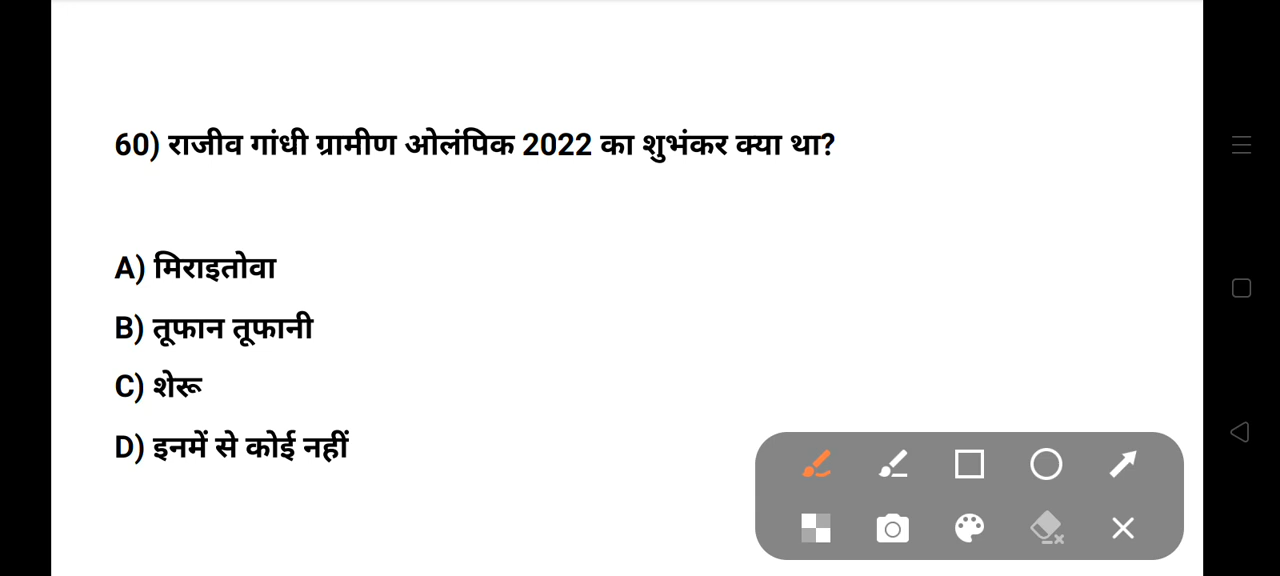 60) राजीव गांधी ग्रामीण ओलंपिक 2022 का शुभंकर क्या था?
A) मिराइतोवा
B) तूफान तूफानी
C) शेरू
D) इनमें से कोई नहीं